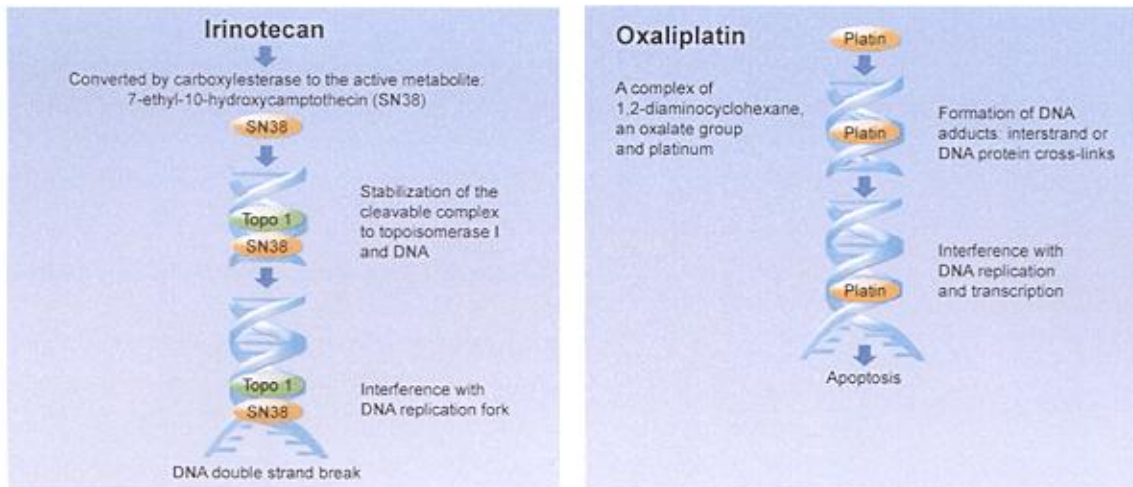 Irinotecan
Converted by carboxylesterase to the active metabolite:
7-ethyl-10-hydroxycamptothecin (SN38)
SN38
Topo 1
SN38
Stabilization of the
cleavable complex
to topoisomerase I
and DNA
Topo 1
SN38
Interference with
DNA replication fork
DNA double strand break
Oxaliplatin
Platin
A complex of
1,2-diaminocyclohexane,
an oxalate group
and platinum
Platin
Formation of DNA
adducts: interstrand or
DNA protein cross-links
Platin
Interference with
DNA replication
and transcription
Apoptosis